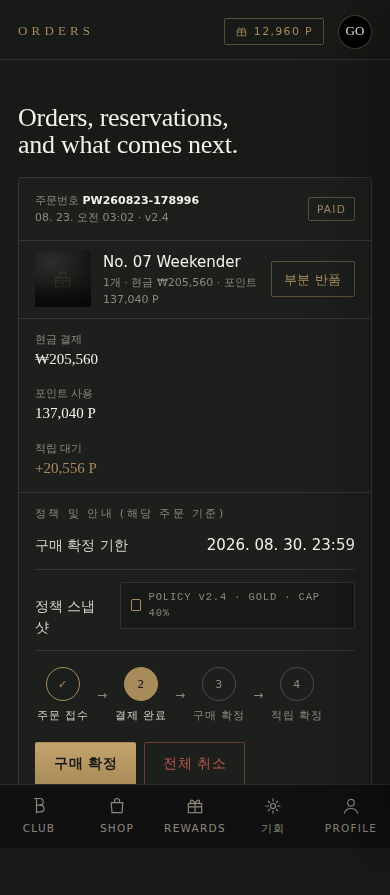 ORDERS
12,960 P
GO
Orders, reservations,
and what comes next.
주문번호 PW260823-178996
08. 23. 오전 03:02 · v2.4
PAID
No. 07 Weekender
1개 · 현금 ₩205,560 · 포인트
137,040 P
부분 반품
현금 결제
₩205,560
포인트 사용
137,040 P
적립 대기
+20,556 P
정책 및 안내 (해당 주문 기준)
구매 확정 기한
2026. 08. 30. 23:59
정책 스냅
샷
POLICY v2.4 · GOLD · CAP
40%
✓ → 2 → 3 → 4
주문 접수 결제 완료 구매 확정 적립 확정
구매 확정
전체 취소
CLUB SHOP REWARDS 기회 PROFILE